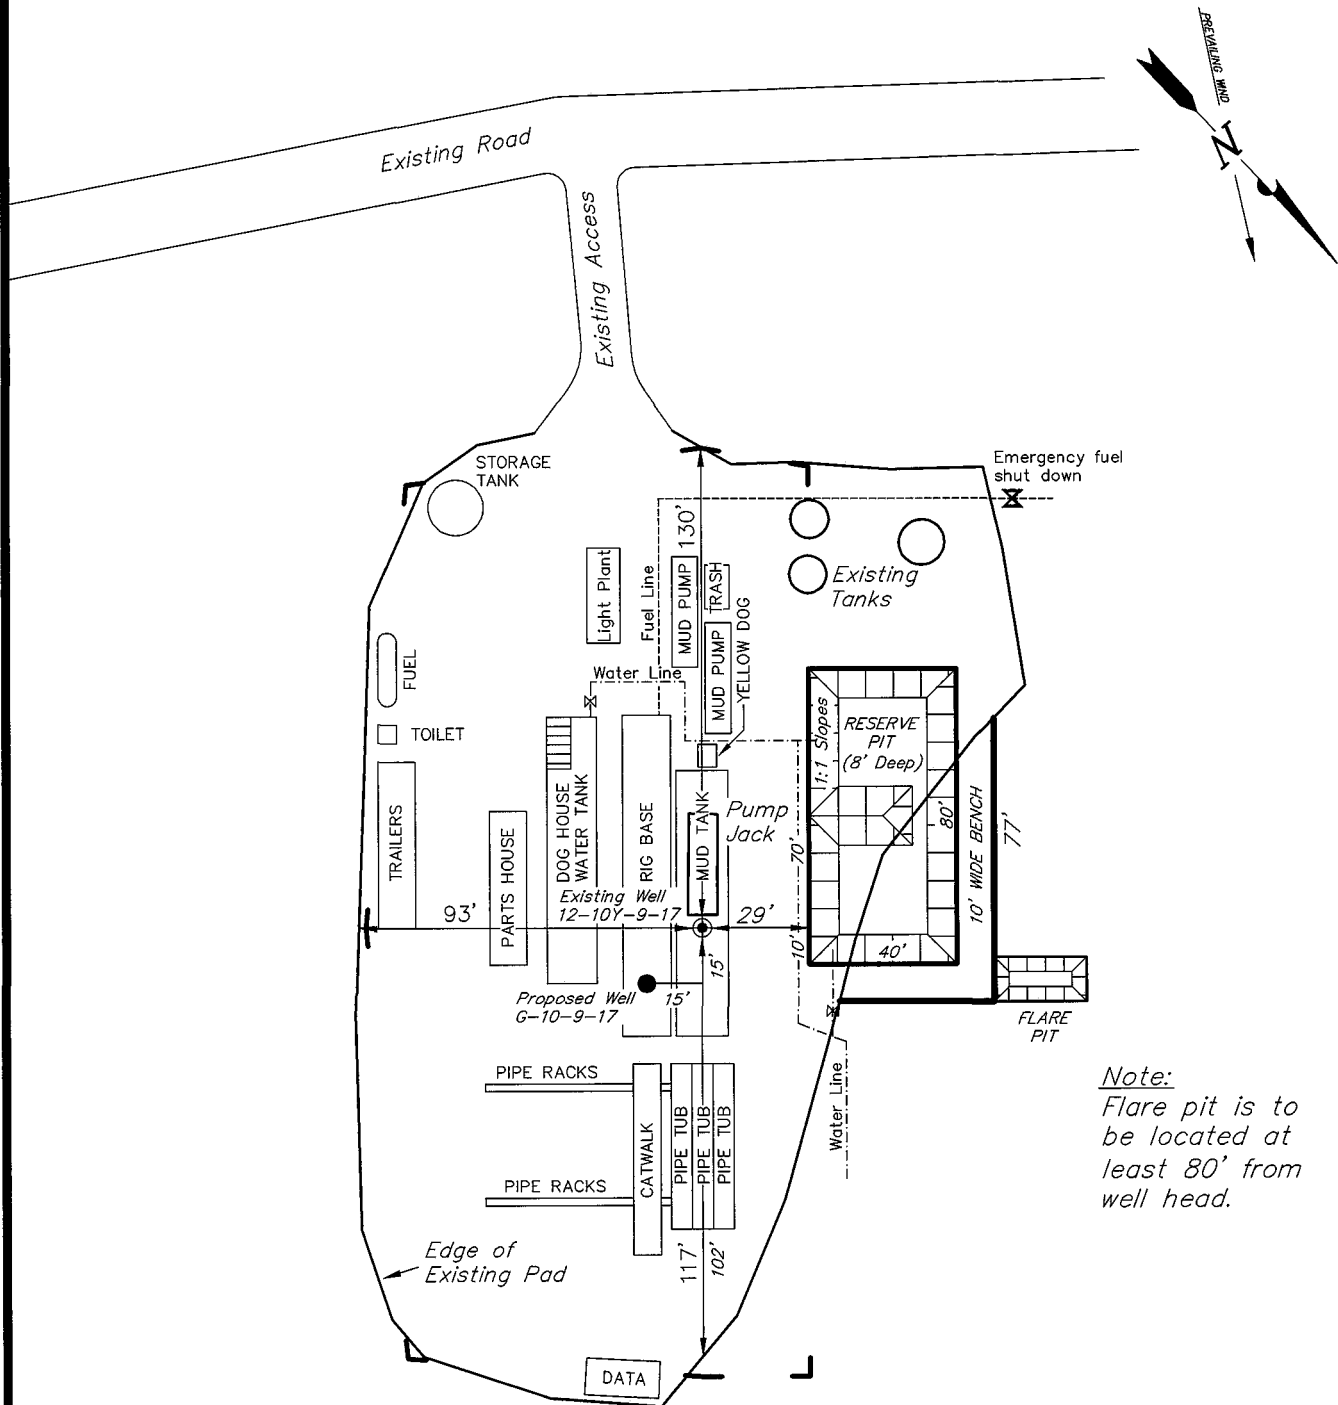 PREVAILING WIND
N
Existing Road
Existing Access
STORAGE
TANK
Emergency fuel
shut down
130'
Light Plant
Fuel Line
MUD PUMP
TRASH
MUD PUMP
YELLOW DOG
Existing
Tanks
Water Line
FUEL
TOILET
TRAILERS
PARTS HOUSE
DOG HOUSE
WATER TANK
RIG BASE
MUD TANK
Pump
Jack
1:1 Slopes
RESERVE
PIT
(8' Deep)
80'
10' WIDE BENCH
77'
70'
Existing Well
12-10Y-9-17
93'
29'
10'
40'
15'
15'
Proposed Well
G-10-9-17
FLARE
PIT
PIPE RACKS
CATWALK
PIPE TUB
PIPE TUB
PIPE TUB
Water Line
PIPE RACKS
117'
102'
Edge of
Existing Pad
DATA
Note:
Flare pit is to
be located at
least 80' from
well head.